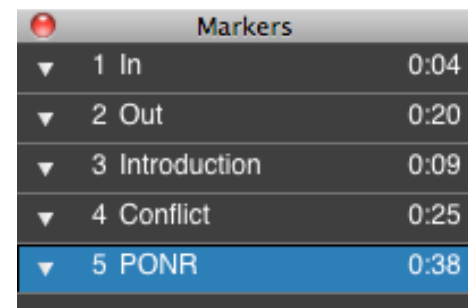 Markers
1 In 0:04
2 Out 0:20
3 Introduction 0:09
4 Conflict 0:25
5 PONR 0:38